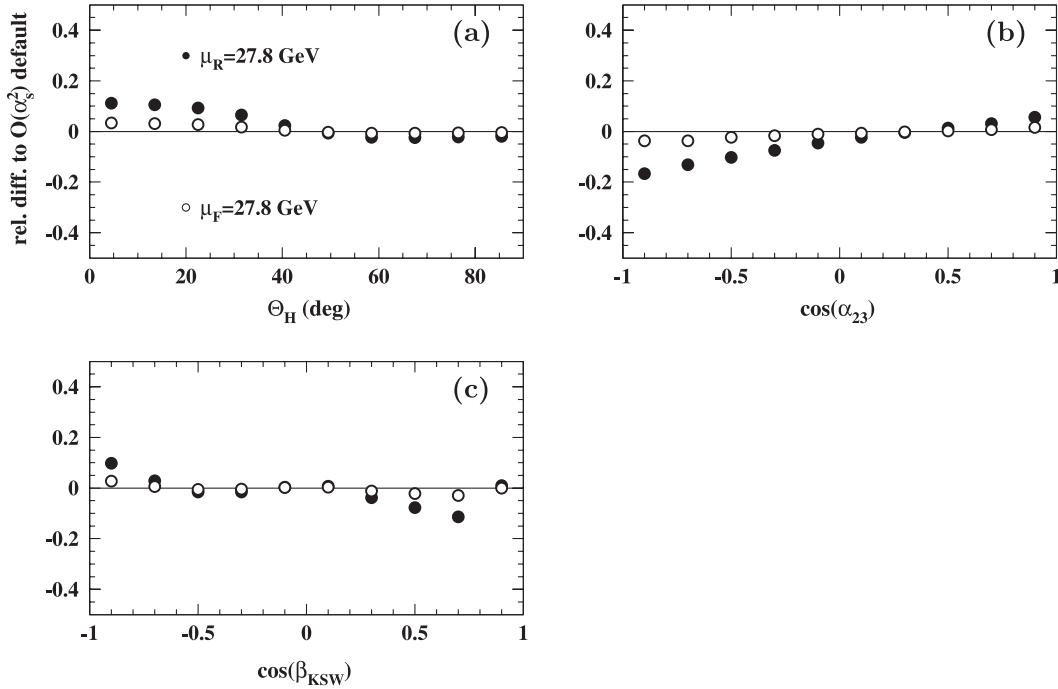 rel. diff. to O(α_s^2) default
(a)
0.4
0.2
0
-0.2
-0.4
μ_R=27.8 GeV
μ_F=27.8 GeV
0 20 40 60 80
Θ_H (deg)
(b)
0.4
0.2
0
-0.2
-0.4
-1 -0.5 0 0.5 1
cos(α_23)
(c)
0.4
0.2
0
-0.2
-0.4
-1 -0.5 0 0.5 1
cos(β_KSW)